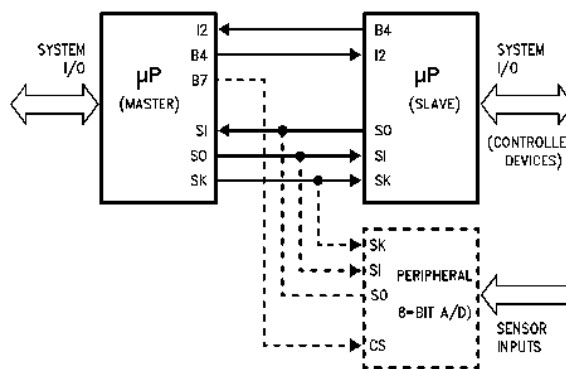 SYSTEM
I/O
I2
B4
B7
µP
(MASTER)
SI
SO
SK
B4
I2
µP
(SLAVE)
SO
SI
SK
SYSTEM
I/O
(CONTROLLE
DEVICES)
SK
SI
SO
CS
PERIPHERAL
8-BIT A/D)
SENSOR
INPUTS